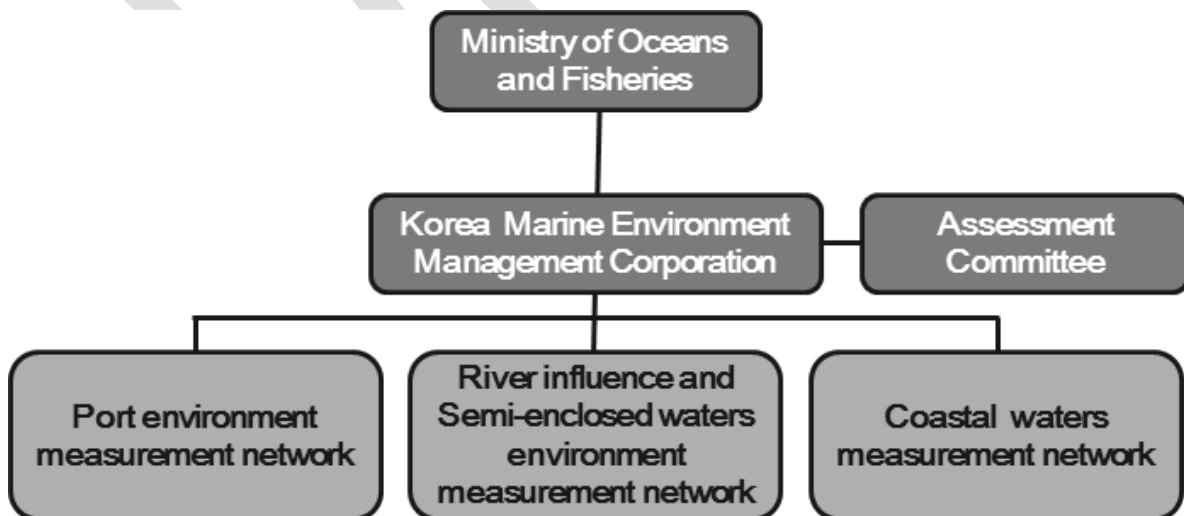 Ministry of Oceans
and Fisheries
Korea Marine Environment
Management Corporation
Assessment
Committee
Port environment
measurement network
River influence and
Semi-enclosed waters
environment
measurement network
Coastal waters
measurement network